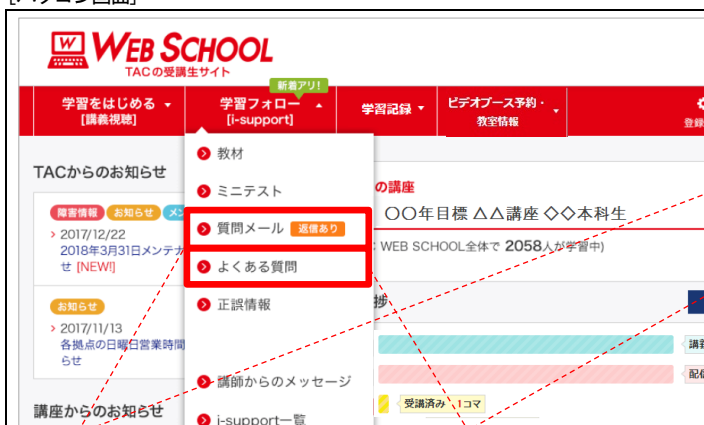 [パソコン画面]
W WEB SCHOOL
TACの受講生サイト
新着アリ!
学習をはじめる
[講義視聴]
学習フォロー
[i-support]
学習記録
ビデオブース予約・
教室情報
登録
TACからのお知らせ
障害情報 お知らせ
2017/12/22
2018年3月31日メンテナ
せ [NEW!]
お知らせ
2017/11/13
各拠点の日曜日営業時間
らせ
講座からのお知らせ
教材
ミニテスト
質問メール 返信あり
よくある質問
正誤情報
講師からのメッセージ
i-support一覧
の講座
〇〇年目標 △△講座 ◇◇本科生
WEB SCHOOL全体で 2058人が学習中)
捗
講義
配信
受講済み 1コマ